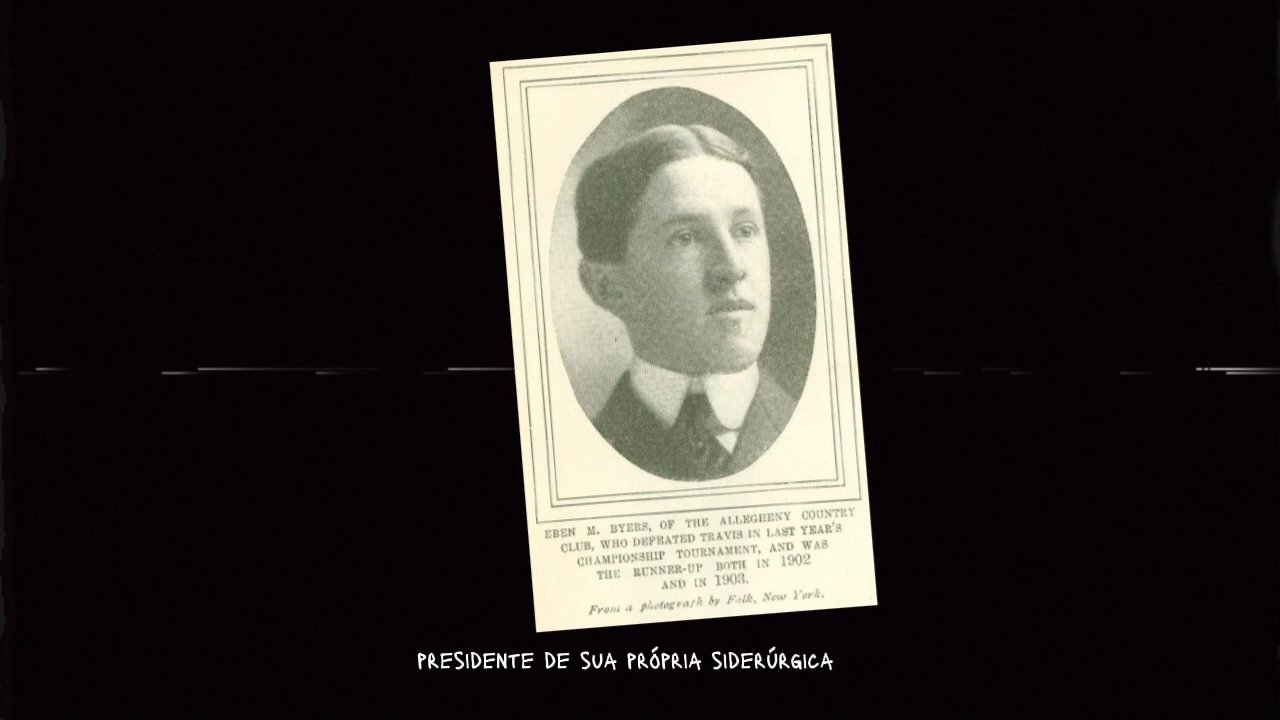 EBEN M. BYERS, OF THE ALLEGHENY COUNTRY
CLUB, WHO DEFEATED TRAVIS IN LAST YEAR'S
CHAMPIONSHIP TOURNAMENT, AND WAS
THE RUNNER-UP BOTH IN 1902
AND IN 1903.
From a photograph by Falk, New York.
PRESIDENTE DE SUA PRÓPRIA SIDERÚRGICA